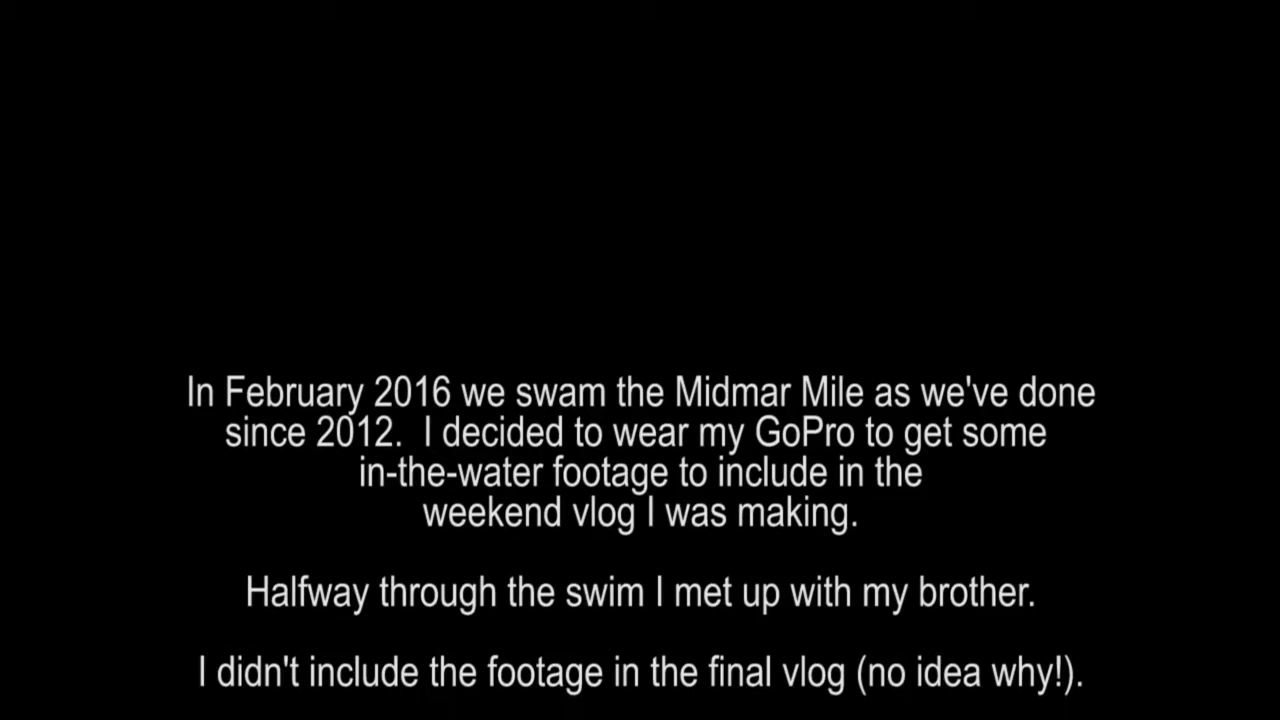 In February 2016 we swam the Midmar Mile as we've done
since 2012.  I decided to wear my GoPro to get some
in-the-water footage to include in the
weekend vlog I was making.
Halfway through the swim I met up with my brother.
I didn't include the footage in the final vlog (no idea why!).